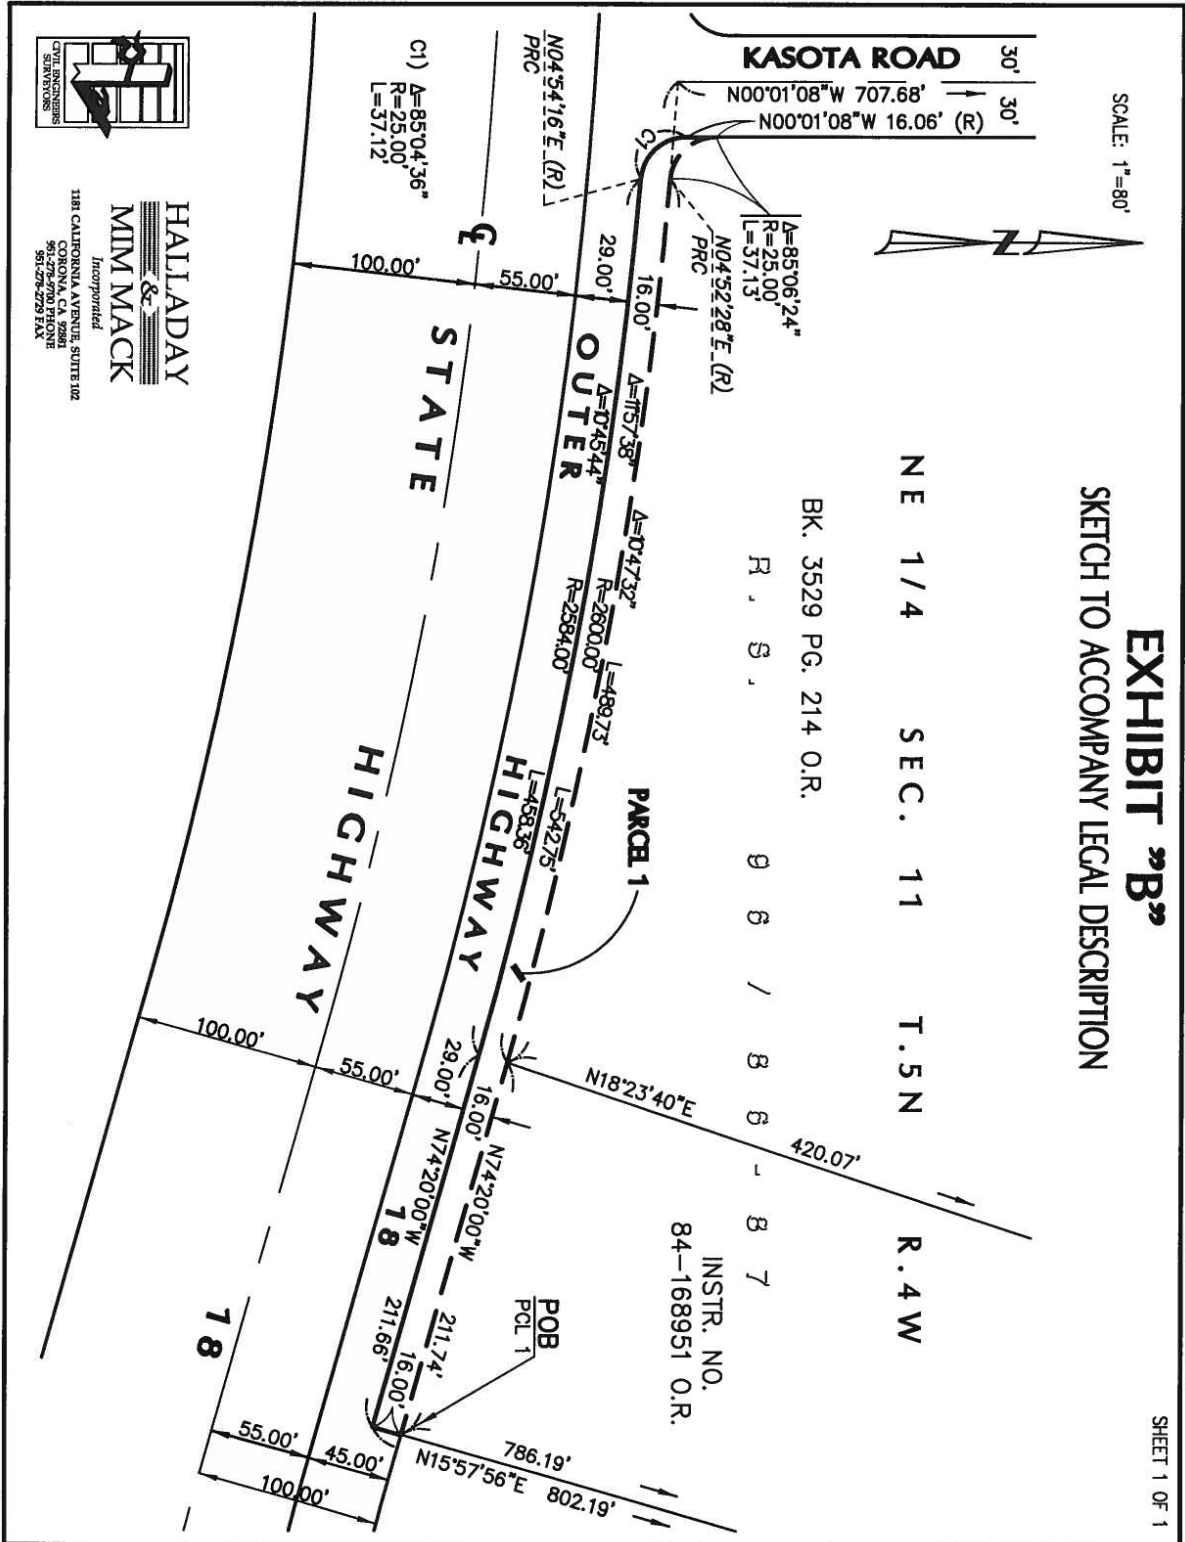 EXHIBIT "B"
SKETCH TO ACCOMPANY LEGAL DESCRIPTION
SHEET 1 OF 1
SCALE: 1"=80'
N
NE 1/4 SEC. 11 T.5N R.4W
BK. 3529 PG. 214 O.R.
R. S. 96 / 86 - 87
INSTR. NO.
84-168951 O.R.
30'
30'
KASOTA ROAD
N00°01'08"W 707.68'
N00°01'08"W 16.06' (R)
Δ=85°06'24"
R=25.00'
L=37.13'
N04°52'28"E (R)
PRC
C1
N04°54'16"E (R)
PRC
C1) Δ=85°04'36"
R=25.00'
L=37.12'
100.00'
55.00'
29.00'
16.00'
Δ=11°57'38"
Δ=10°45'44"
Δ=10°47'32"
R=2600.00'
R=2584.00'
L=489.73'
L=542.75'
L=458.36'
PARCEL 1
OUTER HIGHWAY 18
CL
STATE HIGHWAY 18
100.00'
55.00'
29.00'
16.00'
N74°20'00"W
N74°20'00"W
N18°23'40"E
420.07'
211.74'
211.66'
16.00'
POB
PCL 1
786.19'
N15°57'56"E 802.19'
55.00'
45.00'
100.00'
CIVIL ENGINEERS
SURVEYORS
HALLADAY
&
MIM MACK
Incorporated
1181 CALIFORNIA AVENUE, SUITE 102
CORONA, CA 92881
951-278-9700 PHONE
951-278-2729 FAX